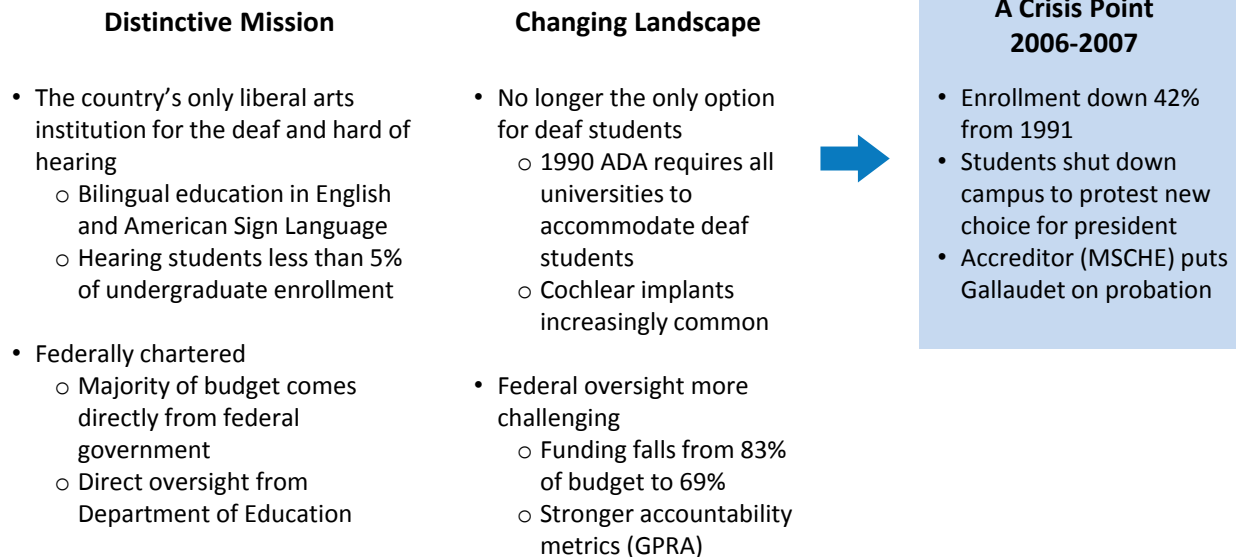 Distinctive Mission
• The country's only liberal arts
institution for the deaf and hard of
hearing
o Bilingual education in English
and American Sign Language
o Hearing students less than 5%
of undergraduate enrollment
• Federally chartered
o Majority of budget comes
directly from federal
government
o Direct oversight from
Department of Education
Changing Landscape
• No longer the only option
for deaf students
o 1990 ADA requires all
universities to
accommodate deaf
students
o Cochlear implants
increasingly common
• Federal oversight more
challenging
o Funding falls from 83%
of budget to 69%
o Stronger accountability
metrics (GPRA)
A Crisis Point
2006-2007
• Enrollment down 42%
from 1991
• Students shut down
campus to protest new
choice for president
• Accreditor (MSCHE) puts
Gallaudet on probation